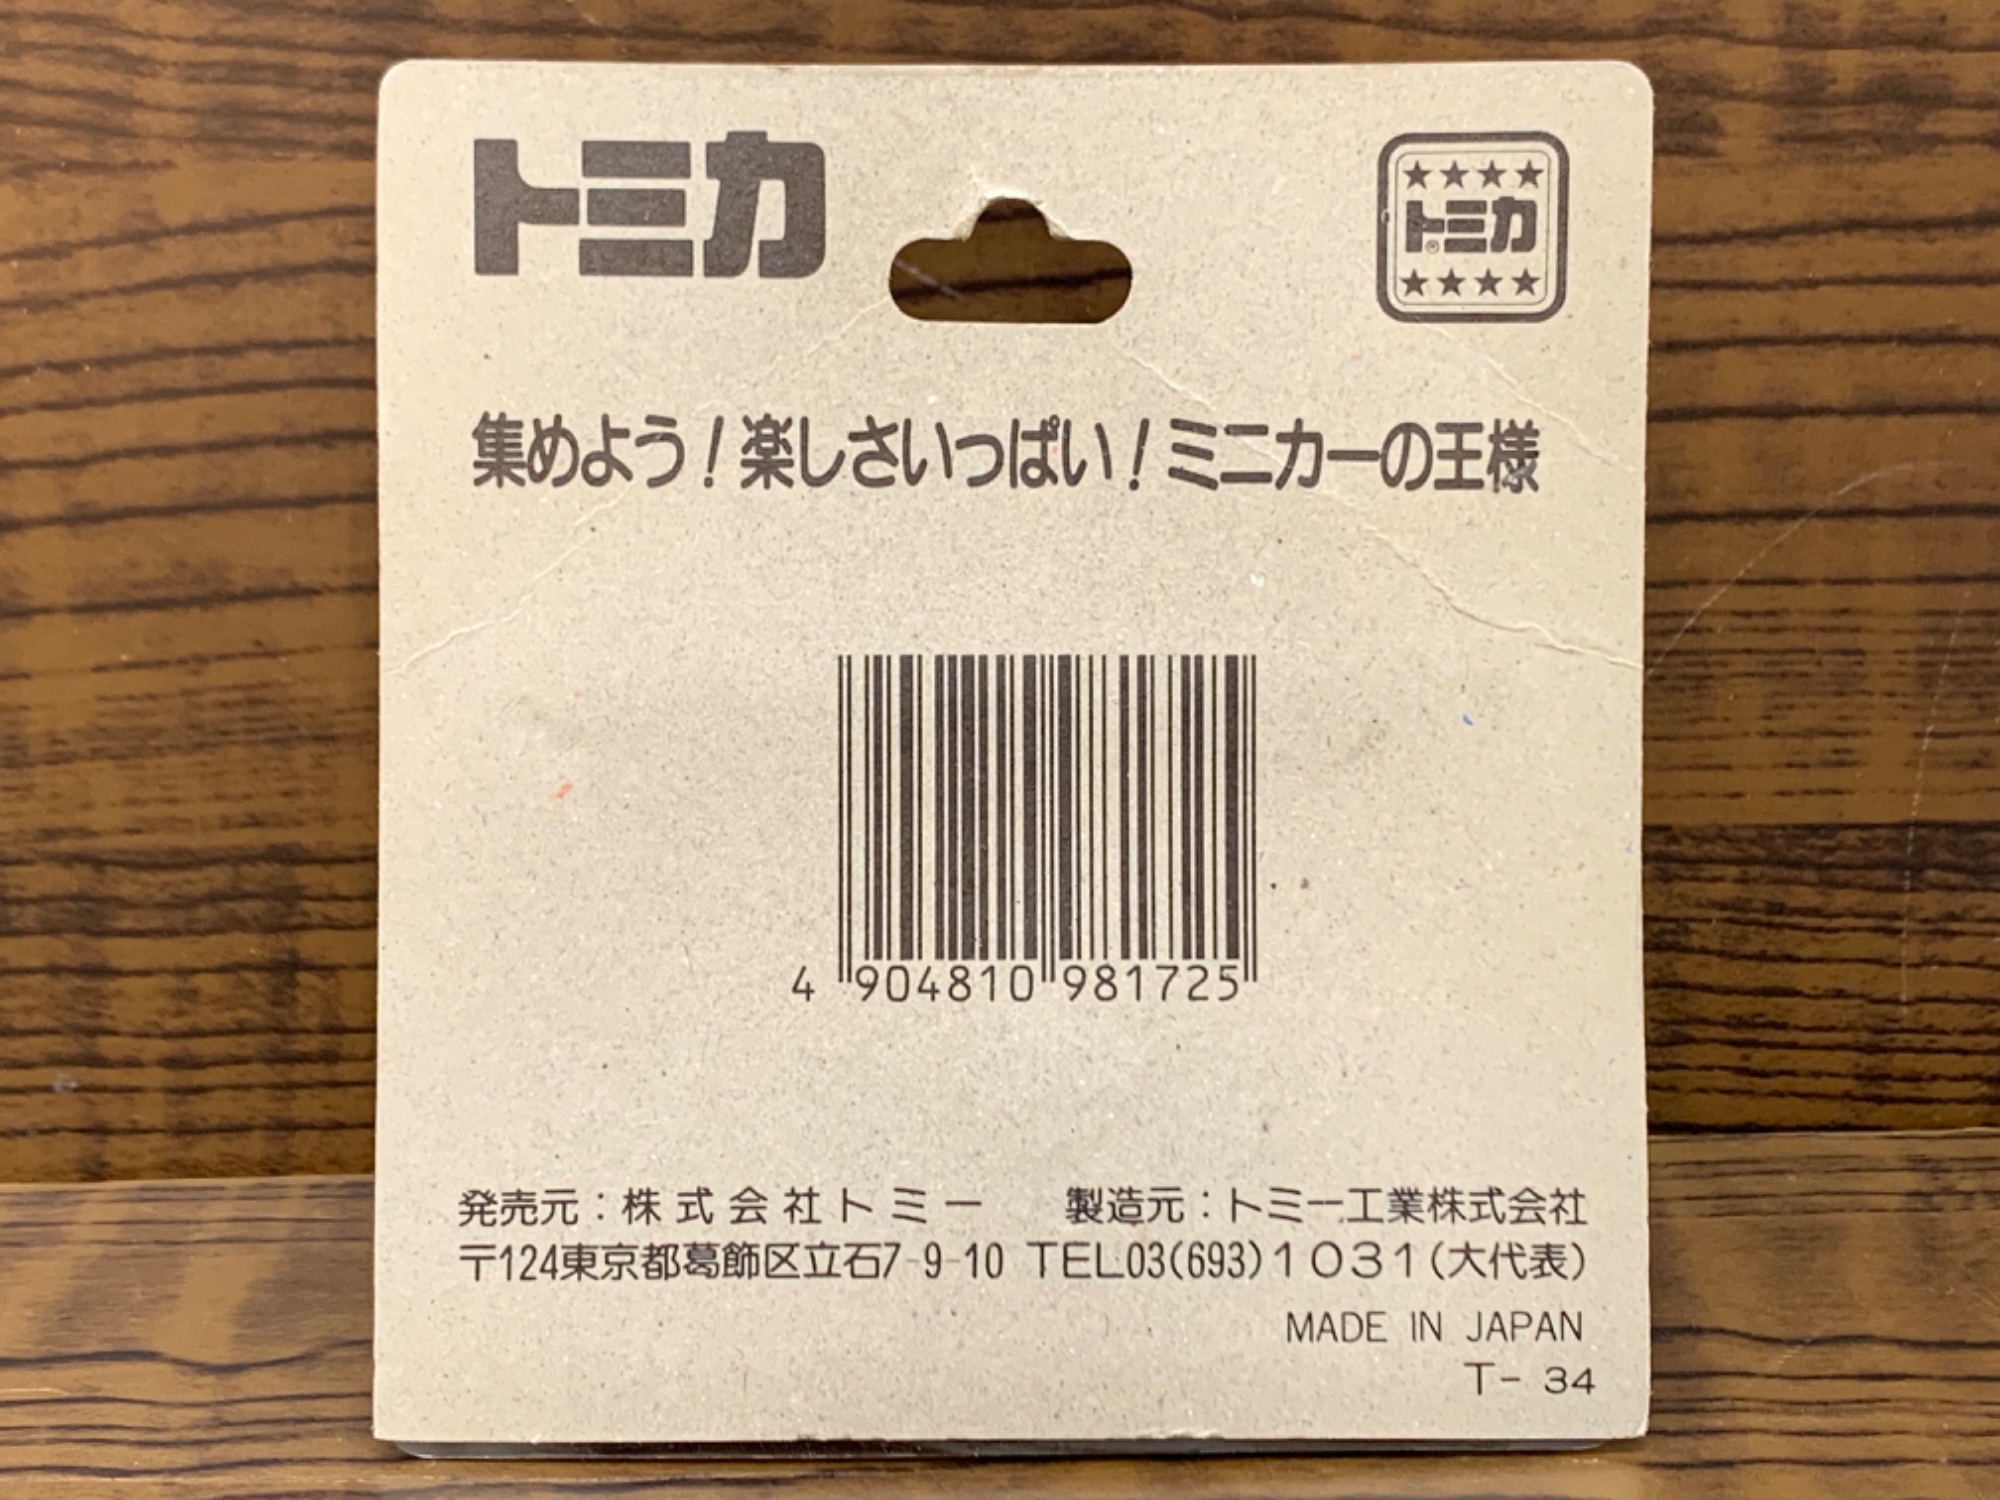 トミカ
★★★★
トミカ®
★★★★
集めよう!楽しさいっぱい!ミニカーの王様
4 904810 981725
発売元:株式会社トミー 製造元:トミー工業株式会社
〒124東京都葛飾区立石7-9-10 TEL03(693)1031(大代表)
MADE IN JAPAN
T-34